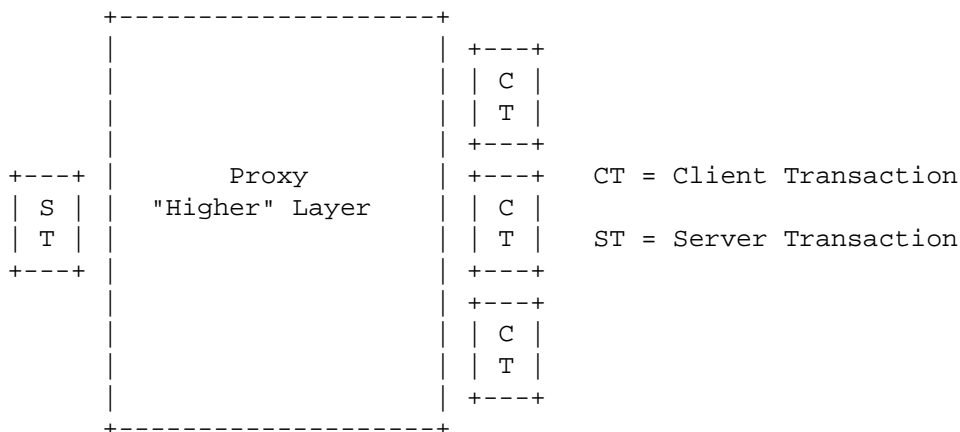 +--------------------+
| | +---+
| | | C |
| | | T |
| | +---+
+---+ | Proxy | +---+ CT = Client Transaction
| S | | "Higher" Layer | | C |
| T | | | | T | ST = Server Transaction
+---+ | | +---+
| | +---+
| | | C |
| | | T |
| | +---+
+--------------------+